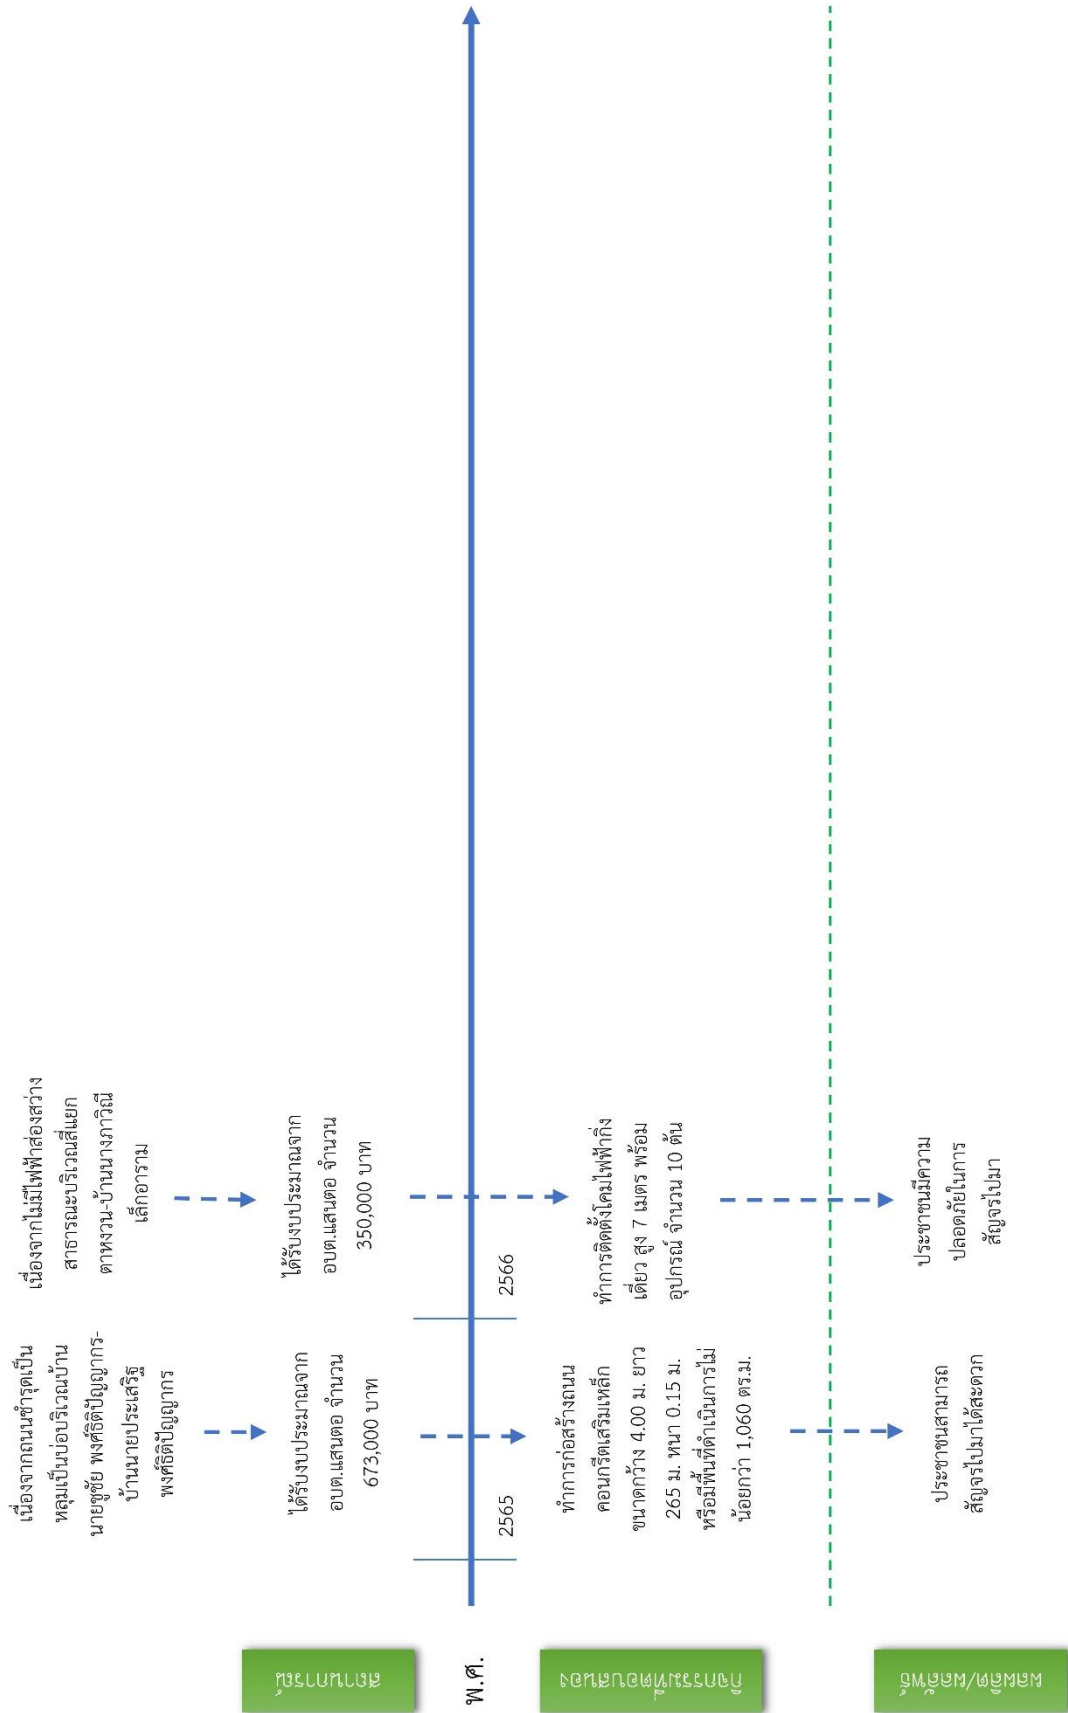 สถานการณ์
เนื่องจากถนนชำรุดเป็น
หลุมเป็นบ่อบริเวณบ้าน
นายชูชัย พงศ์ธิติปัญญากร-
บ้านนายประเสริฐ
พงศ์ธิติปัญญากร
เนื่องจากไม่มีไฟฟ้าส่องสว่าง
สาธารณะบริเวณสี่แยก
ตาหงวน-บ้านนางภาวิณี
เล็กอาราม
ได้รับงบประมาณจาก
อบต.แสนตอ จำนวน
673,000 บาท
ได้รับงบประมาณจาก
อบต.แสนตอ จำนวน
350,000 บาท
พ.ศ.
2565
2566
กิจกรรมที่ตอบสนอง
ทำการก่อสร้างถนน
คอนกรีตเสริมเหล็ก
ขนาดกว้าง 4.00 ม. ยาว
265 ม. หนา 0.15 ม.
หรือมีพื้นที่ดำเนินการไม่
น้อยกว่า 1,060 ตร.ม.
ทำการติดตั้งโคมไฟฟ้ากิ่ง
เดี่ยว สูง 7 เมตร พร้อม
อุปกรณ์ จำนวน 10 ต้น
ผลผลิต/ผลลัพธ์
ประชาชนสามารถ
สัญจรไปมาได้สะดวก
ประชาชนมีความ
ปลอดภัยในการ
สัญจรไปมา